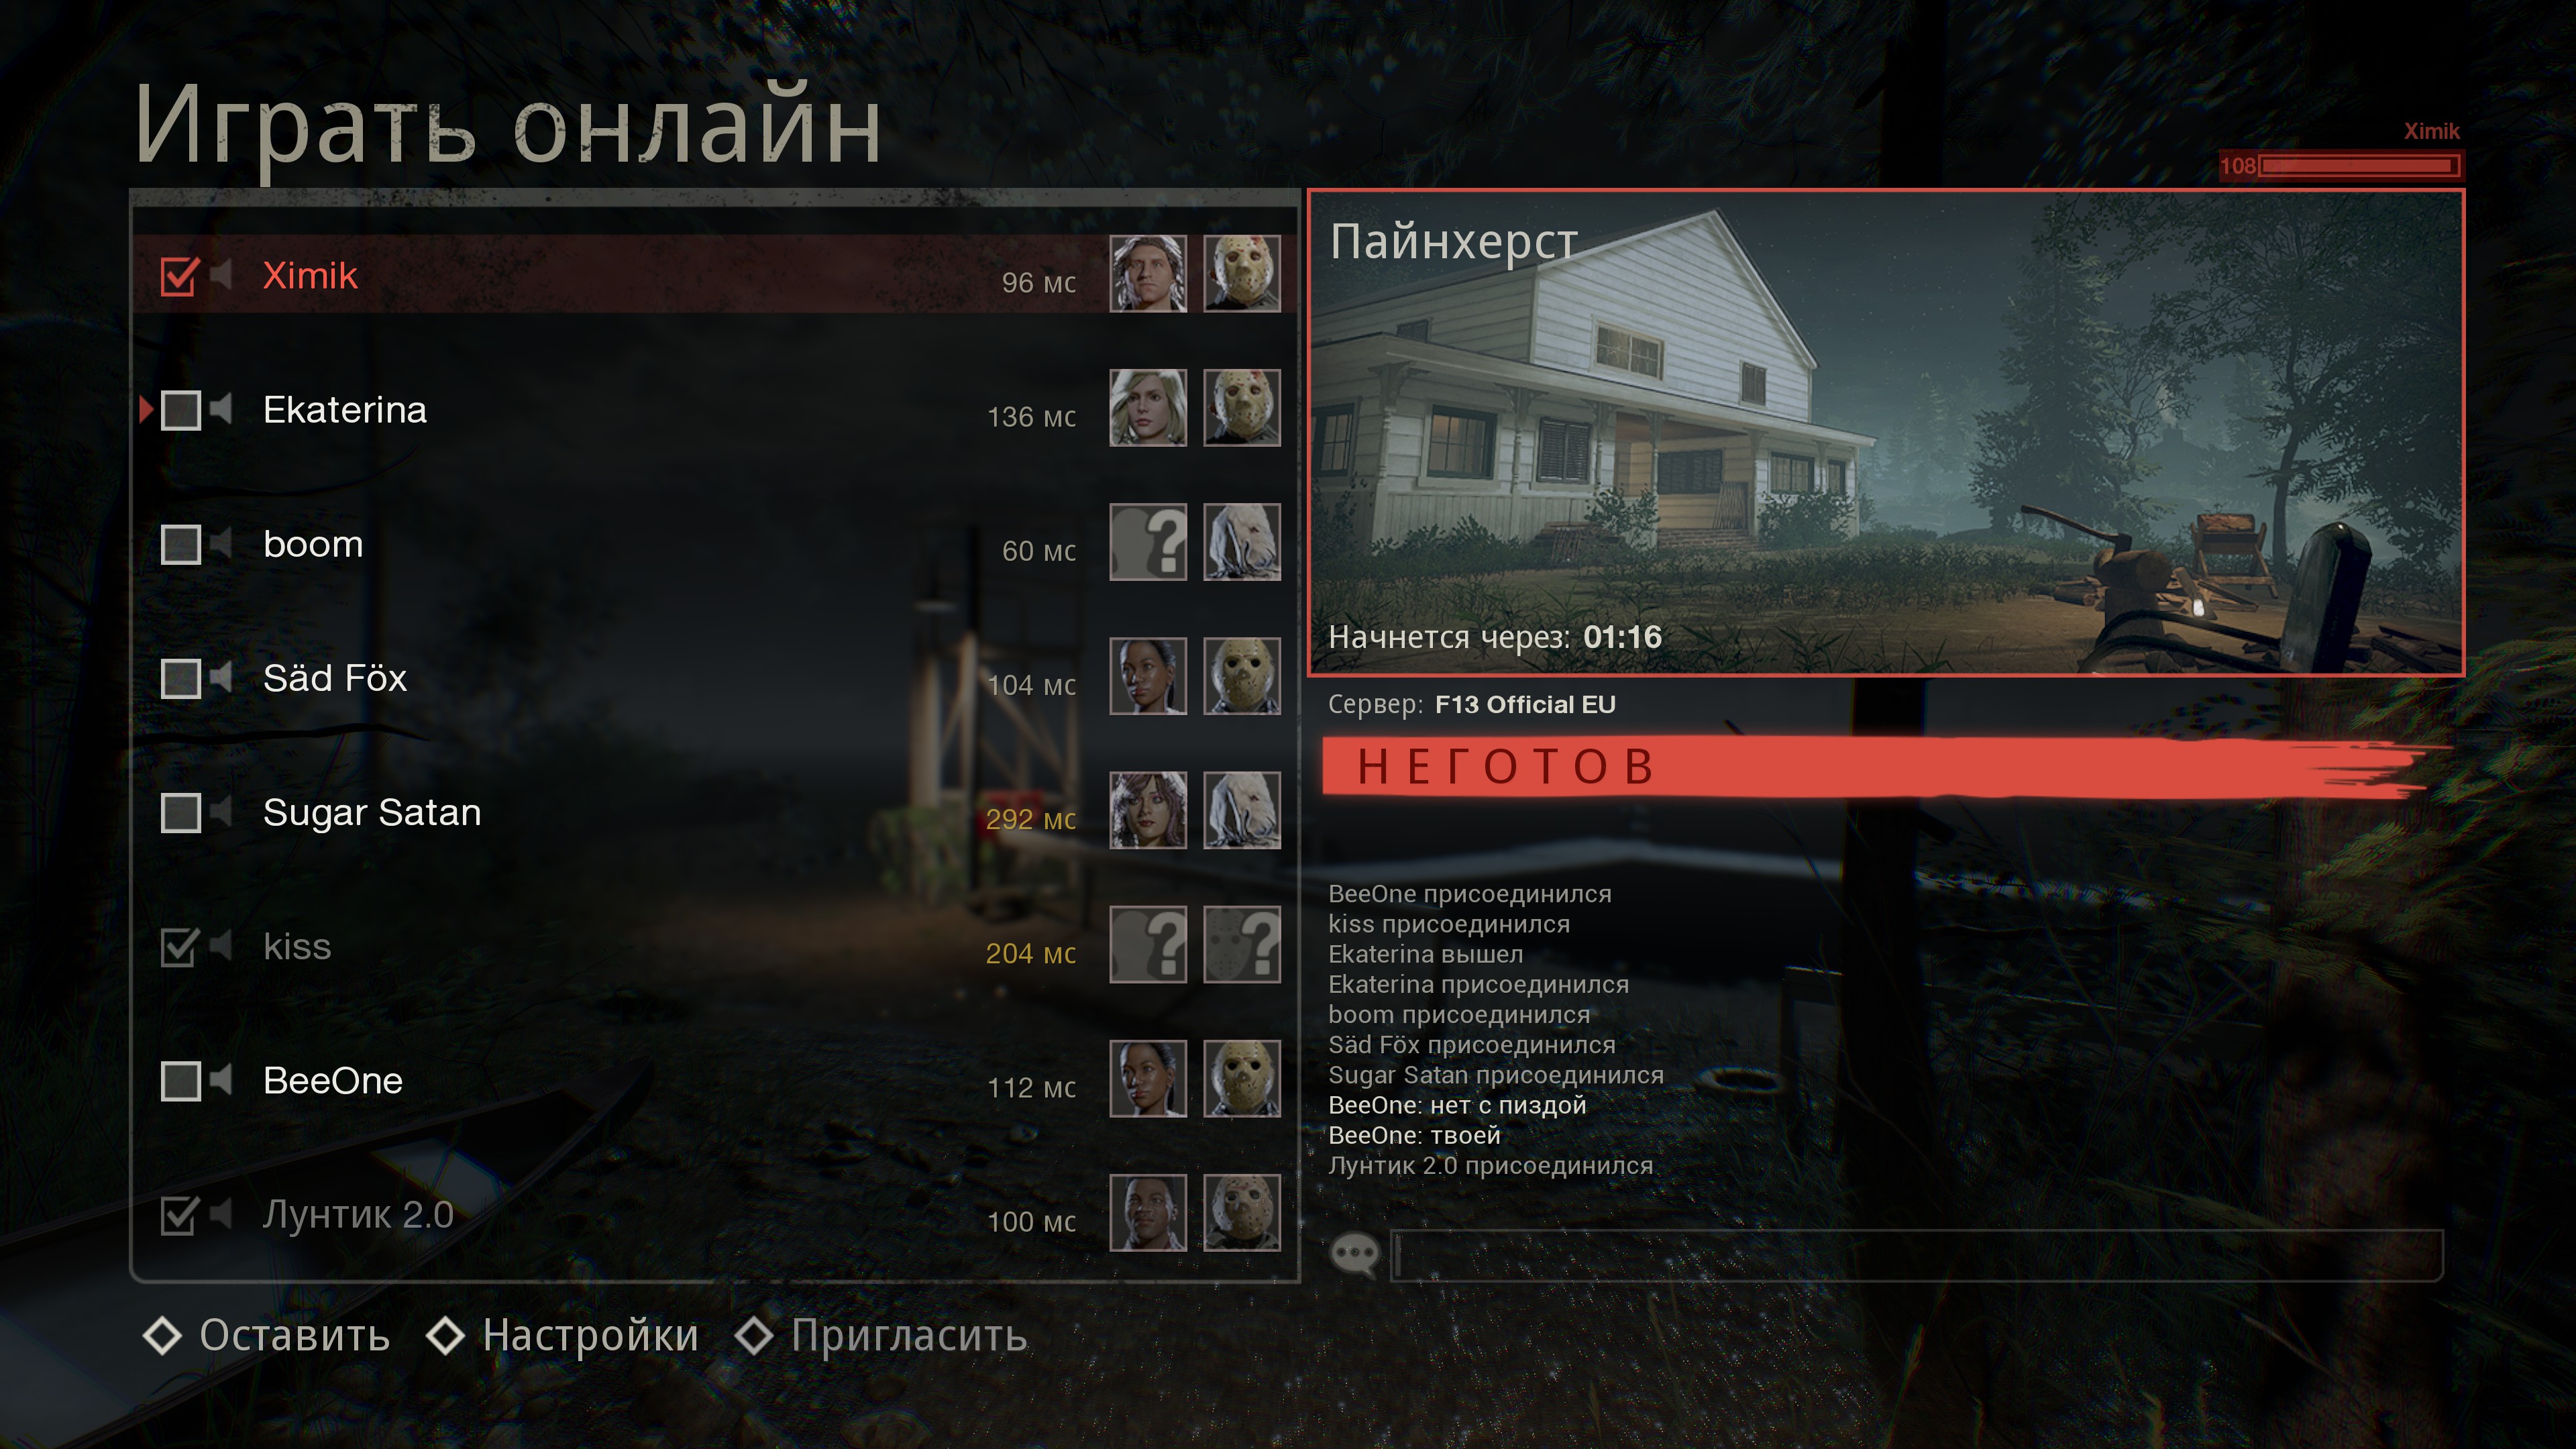 Играть онлайн
Ximik
108
Ximik 96 мс
Ekaterina 136 мс
boom 60 мс
Säd Föx 104 мс
Sugar Satan 292 мс
kiss 204 мс
BeeOne 112 мс
Лунтик 2.0 100 мс
Пайнхерст
Начнется через: 01:16
Сервер: F13 Official EU
НЕГОТОВ
BeeOne присоединился
kiss присоединился
Ekaterina вышел
Ekaterina присоединился
boom присоединился
Säd Föx присоединился
Sugar Satan присоединился
BeeOne: нет с пиздой
BeeOne: твоей
Лунтик 2.0 присоединился
Оставить Настройки Пригласить